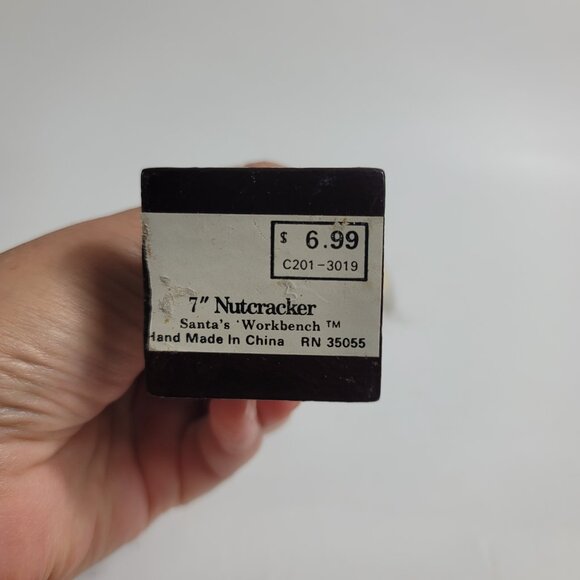 $ 6.99
C201-3019
7" Nutcracker
Santa's 'Workbench ™
Hand Made In China RN 35055